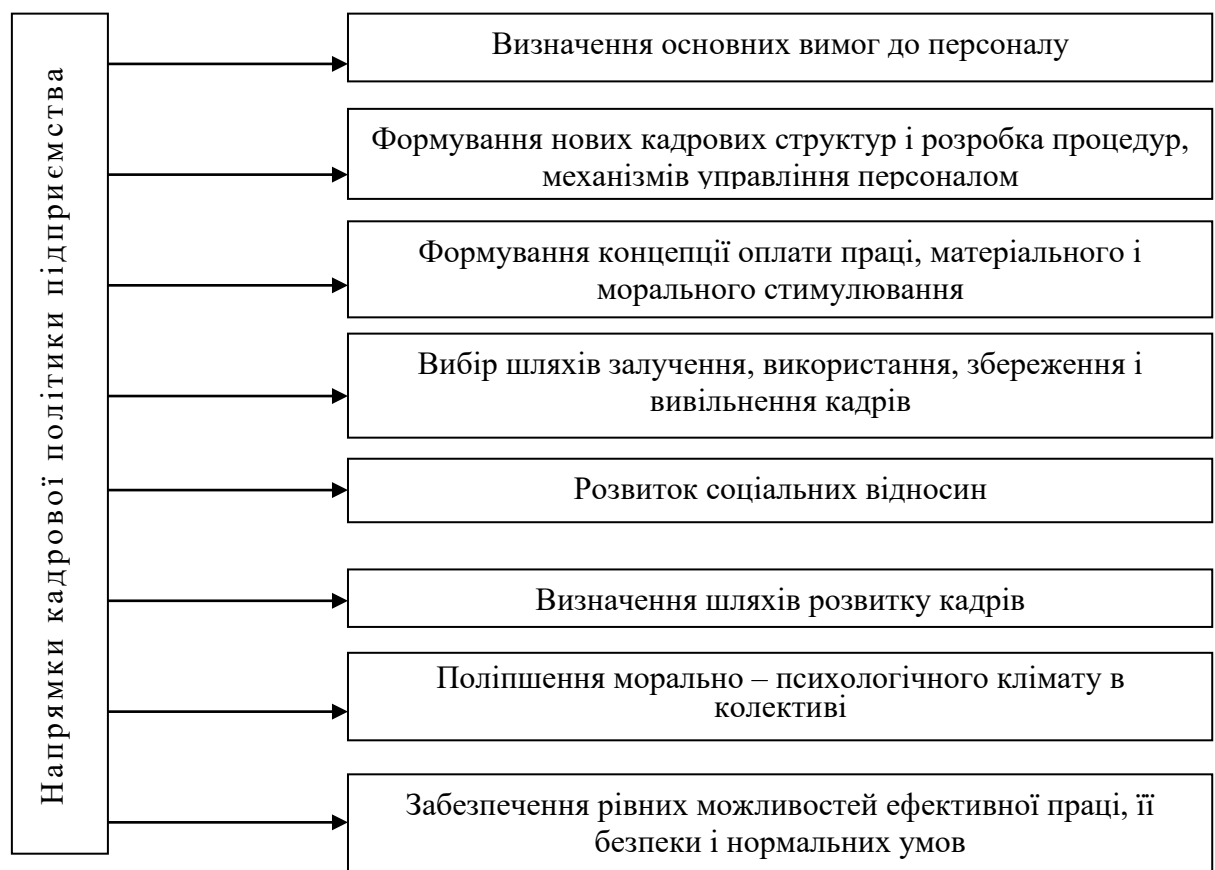 Напрямки кадрової політики підприємства
Визначення основних вимог до персоналу
Формування нових кадрових структур і розробка процедур,
механізмів управління персоналом
Формування концепції оплати праці, матеріального і
морального стимулювання
Вибір шляхів залучення, використання, збереження і
вивільнення кадрів
Розвиток соціальних відносин
Визначення шляхів розвитку кадрів
Поліпшення морально – психологічного клімату в
колективі
Забезпечення рівних можливостей ефективної праці, її
безпеки і нормальних умов